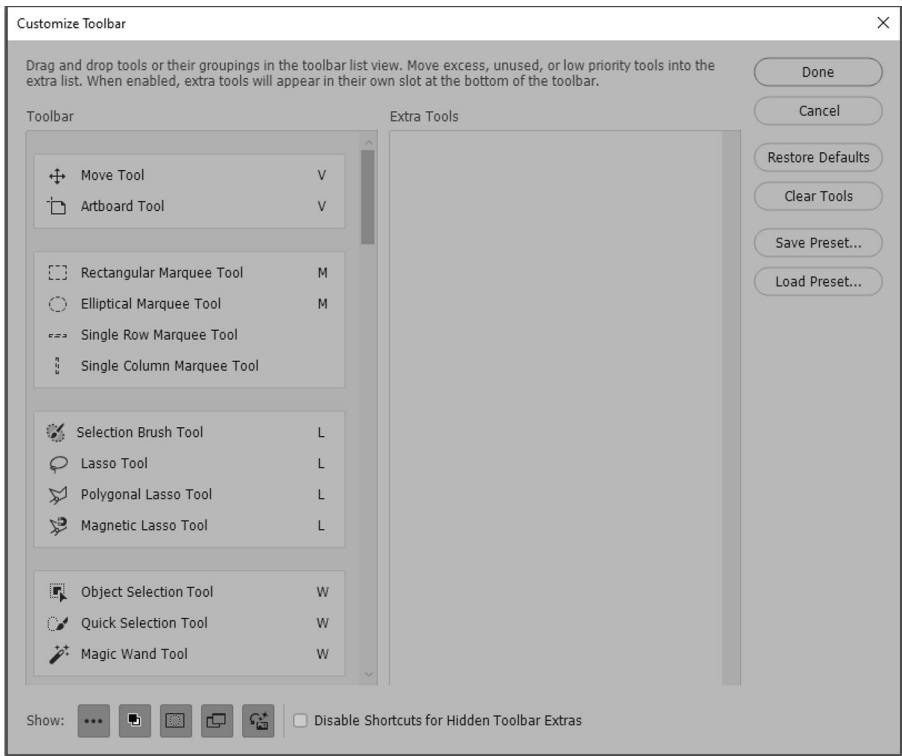 Customize Toolbar
Drag and drop tools or their groupings in the toolbar list view. Move excess, unused, or low priority tools into the
extra list. When enabled, extra tools will appear in their own slot at the bottom of the toolbar.
Done
Cancel
Restore Defaults
Clear Tools
Save Preset...
Load Preset...
Toolbar
Extra Tools
Move Tool V
Artboard Tool V
Rectangular Marquee Tool M
Elliptical Marquee Tool M
Single Row Marquee Tool
Single Column Marquee Tool
Selection Brush Tool L
Lasso Tool L
Polygonal Lasso Tool L
Magnetic Lasso Tool L
Object Selection Tool W
Quick Selection Tool W
Magic Wand Tool W
Show:
Disable Shortcuts for Hidden Toolbar Extras